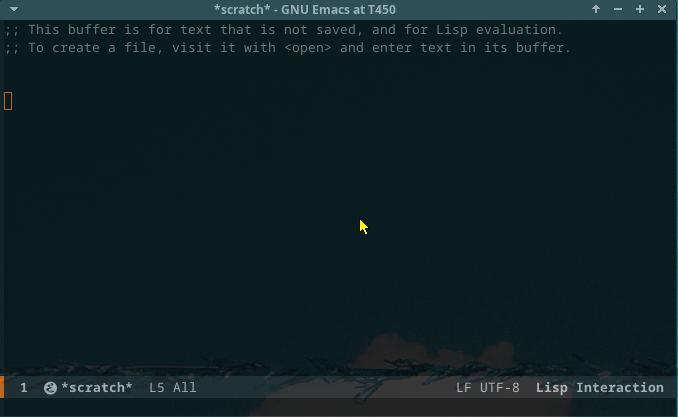 *scratch* - GNU Emacs at T450
;; This buffer is for text that is not saved, and for Lisp evaluation.
;; To create a file, visit it with <open> and enter text in its buffer.
1 *scratch* L5 All LF UTF-8 Lisp Interaction